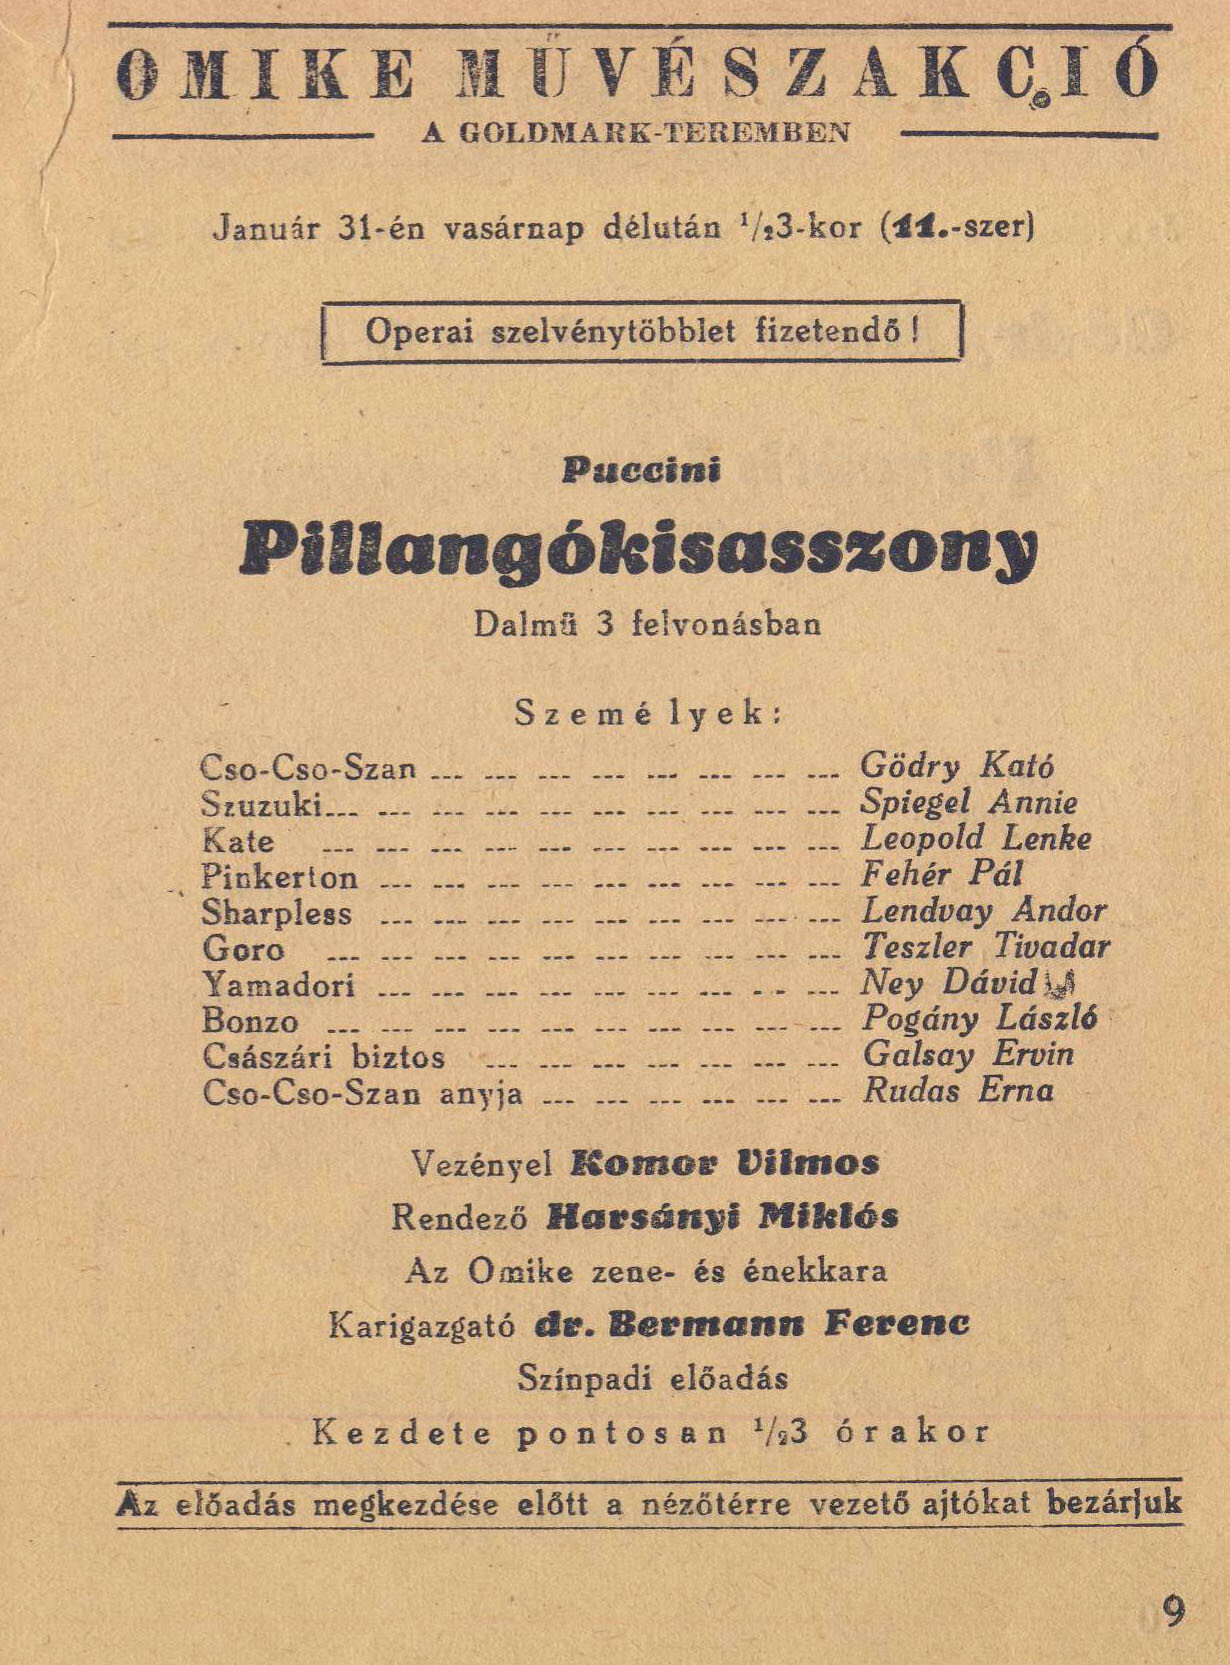 OMIKE MŰVÉSZAKCIÓ
A GOLDMARK-TEREMBEN
Január 31-én vasárnap délután 1/23-kor (11.-szer)
Operai szelvénytöbblet fizetendő!
Puccini
Pillangókisasszony
Dalmű 3 felvonásban
Személyek:
Cso-Cso-Szan ... ... ... ... ... ... ... ... Gödry Kató
Szuzuki... ... ... ... ... ... ... ... ... ... Spiegel Annie
Kate ... ... ... ... ... ... ... ... ... ... Leopold Lenke
Pinkerton ... ... ... ... ... ... ... ... ... Fehér Pál
Sharpless ... ... ... ... ... ... ... ... ... Lendvay Andor
Goro ... ... ... ... ... ... ... ... ... ... Teszler Tivadar
Yamadori ... ... ... ... ... ... ... ... ... Ney Dávid
Bonzo ... ... ... ... ... ... ... ... ... ... Pogány László
Császári biztos ... ... ... ... ... ... ... Galsay Ervin
Cso-Cso-Szan anyja ... ... ... ... ... ... Rudas Erna
Vezényel Komor Vilmos
Rendező Harsányi Miklós
Az Omike zene- és énekkara
Karigazgató dr. Bermann Ferenc
Színpadi előadás
Kezdete pontosan 1/23 órakor
Az előadás megkezdése előtt a nézőtérre vezető ajtókat bezárjuk
9